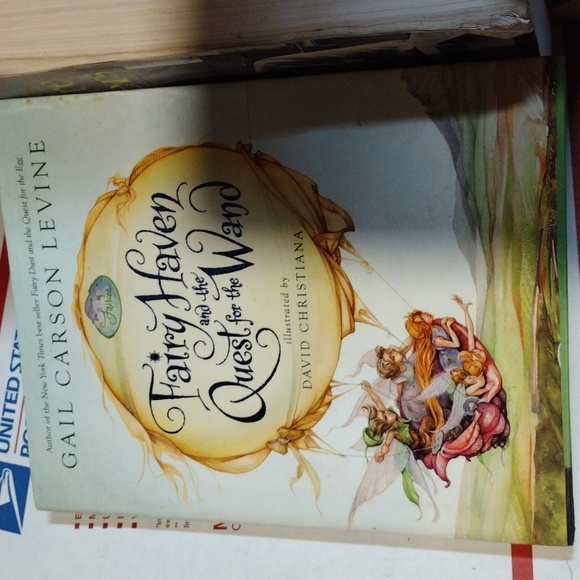 Author of the New York Times best seller Fairy Dust and the Quest for the Egg
GAIL CARSON LEVINE
Fairy Haven
and the
Quest for the Wand
illustrated by
DAVID CHRISTIANA
UNITED STA